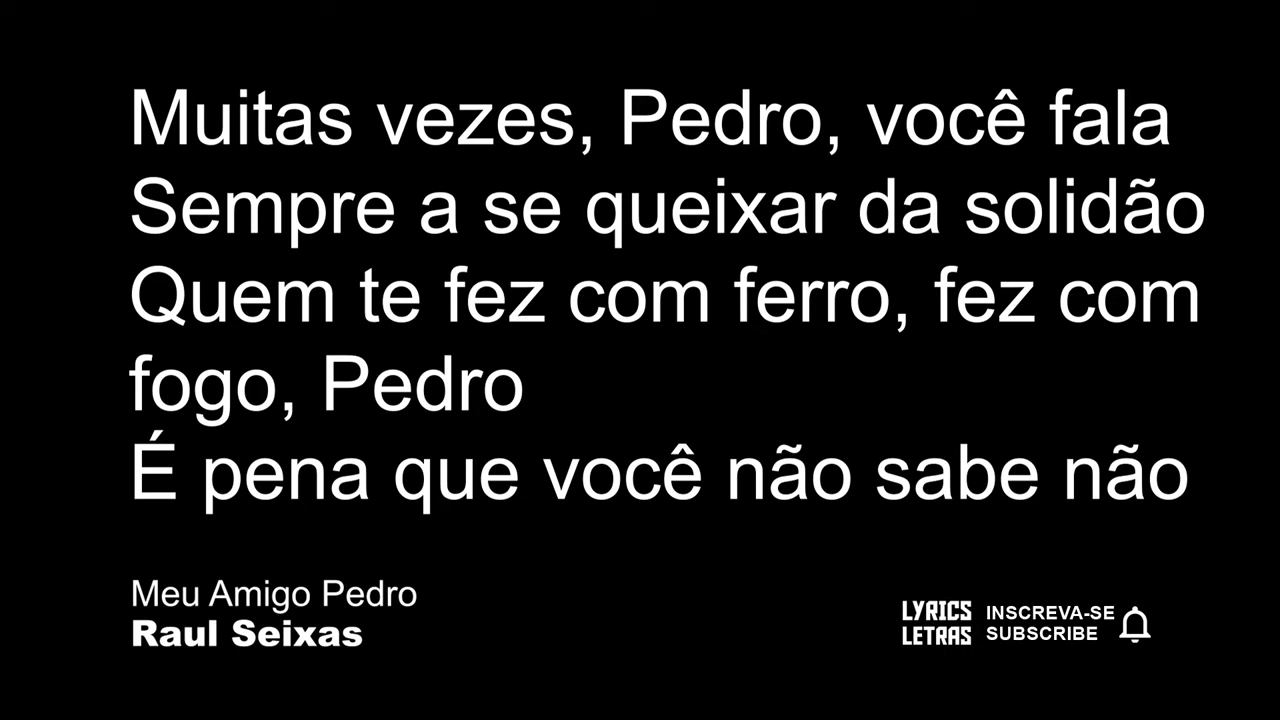 Muitas vezes, Pedro, você fala
Sempre a se queixar da solidão
Quem te fez com ferro, fez com
fogo, Pedro
É pena que você não sabe não
Meu Amigo Pedro
Raul Seixas
LYRICS
LETRAS
INSCREVA-SE
SUBSCRIBE